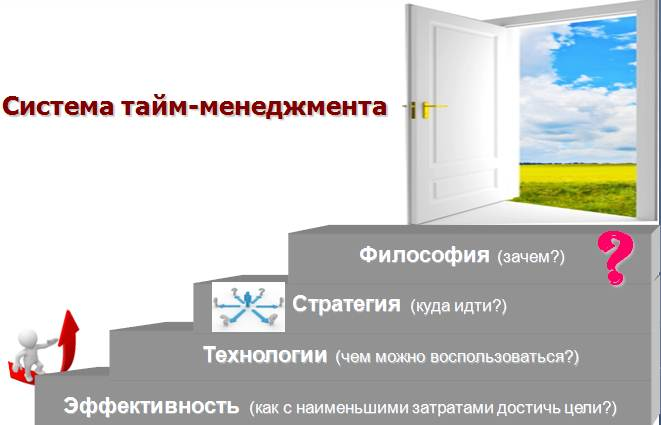 Система тайм-менеджмента
Философия (зачем?)
?
Стратегия (куда идти?)
Технологии (чем можно воспользоваться?)
Эффективность (как с наименьшими затратами достичь цели?)